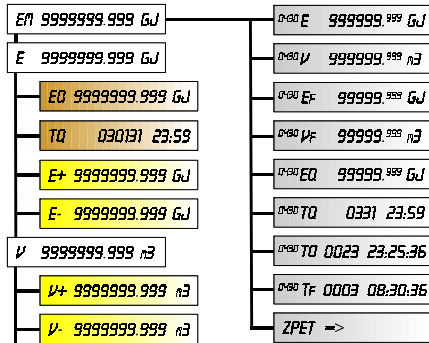 EM 9999999.999 GJ
E 9999999.999 GJ
EQ 9999999.999 GJ
TQ 030131 23:59
E+ 9999999.999 GJ
E- 9999999.999 GJ
V 9999999.999 m3
V+ 9999999.999 m3
V- 9999999.999 m3
E 999999.999 GJ
V 999999.999 m3
EF 99999.999 GJ
VF 99999.999 m3
EQ 99999.999 GJ
TQ 0331 23:59
TQ 0023 23:25:36
TF 0003 08:30:36
ZPET =>